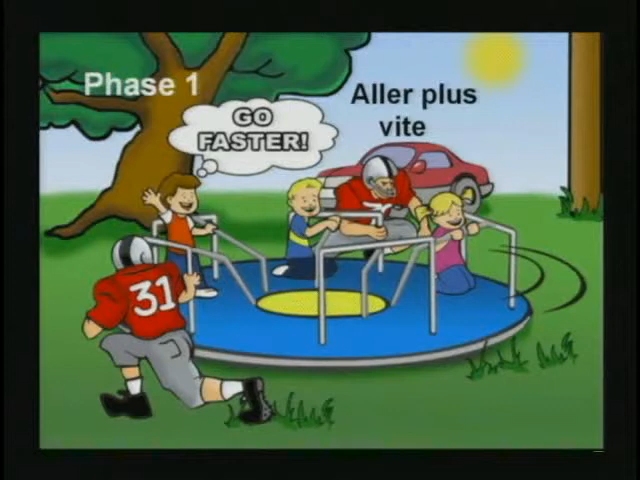 Phase 1
Aller plus
vite
GO
FASTER!
31